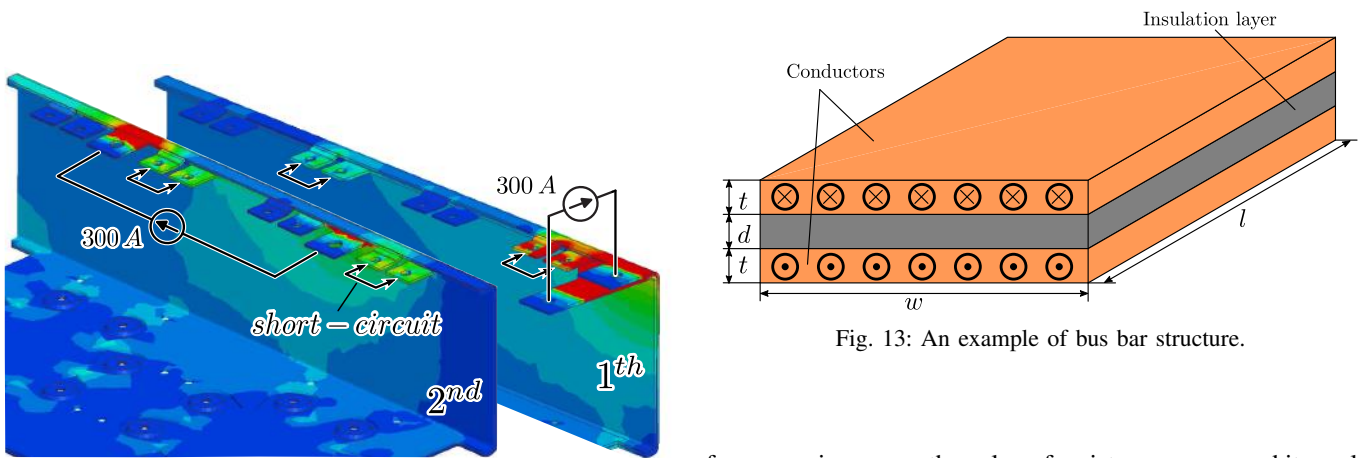 300 A
300 A
short − circuit
2nd
1th
Insulation layer
Conductors
t
d
t
w
l
Fig. 13: An example of bus bar structure.